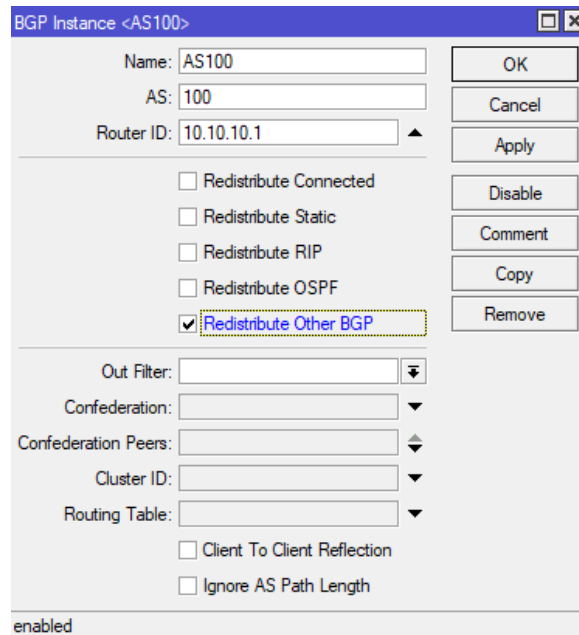 BGP Instance <AS100>
Name: AS100
AS: 100
Router ID: 10.10.10.1
Redistribute Connected
Redistribute Static
Redistribute RIP
Redistribute OSPF
Redistribute Other BGP
Out Filter:
Confederation:
Confederation Peers:
Cluster ID:
Routing Table:
Client To Client Reflection
Ignore AS Path Length
OK
Cancel
Apply
Disable
Comment
Copy
Remove
enabled